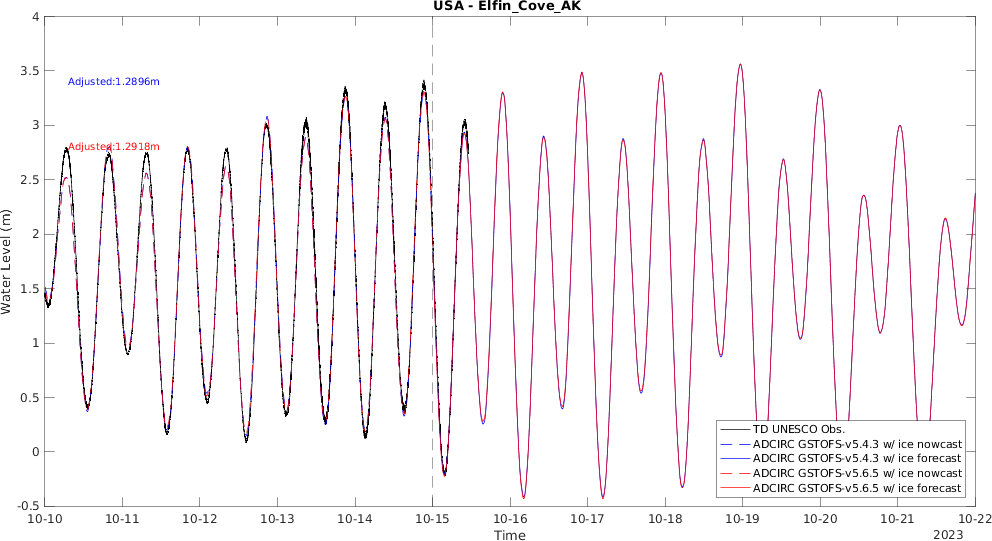 USA - Elfin_Cove_AK
4
3.5
3
2.5
2
1.5
1
0.5
0
-0.5
Water Level (m)
Adjusted:1.2896m
Adjusted:1.2918m
TD UNESCO Obs.
ADCIRC GSTOFS-v5.4.3 w/ ice nowcast
ADCIRC GSTOFS-v5.4.3 w/ ice forecast
ADCIRC GSTOFS-v5.6.5 w/ ice nowcast
ADCIRC GSTOFS-v5.6.5 w/ ice forecast
10-10 10-11 10-12 10-13 10-14 10-15 10-16 10-17 10-18 10-19 10-20 10-21 10-22
Time
2023